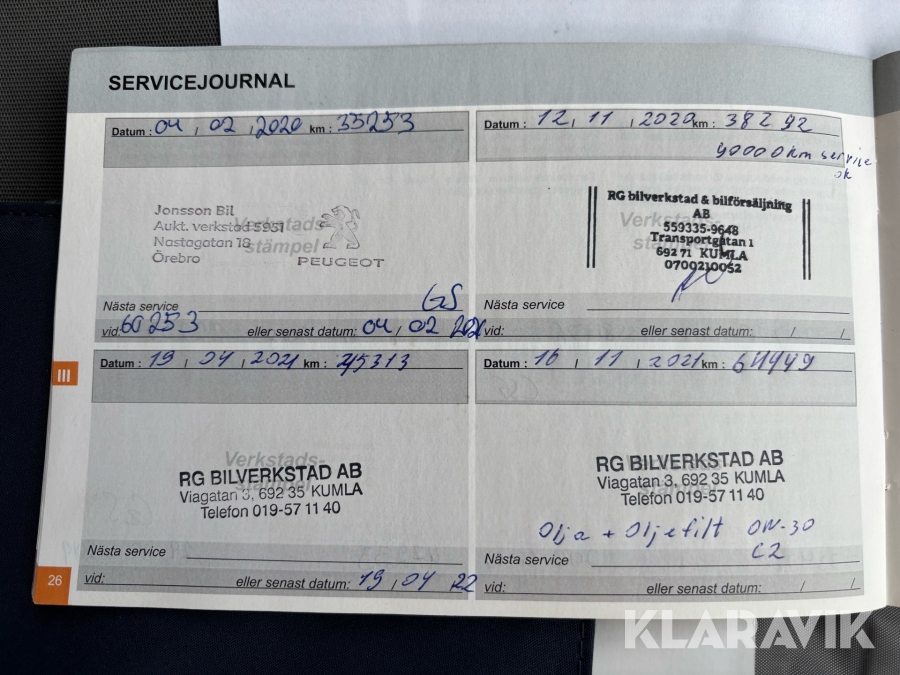 SERVICEJOURNAL
Datum : 04 , 02 , 2020 km : 35253
Verkstads-
stämpel
Jonsson Bil
Aukt. verkstad 5951
Nastagatan 18
Örebro
PEUGEOT
GS
Nästa service
vid: 60253 eller senast datum: 04 / 02 2021
Datum : 12 , 11 , 2020 km : 38292
40000km service
ok
RG bilverkstad & bilförsäljning
AB
559335-9648
Transportgatan 1
692 71 KUMLA
0700210052
Nästa service
vid: eller senast datum: / /
III
Datum : 19 , 04 , 2021 km : 45313
Verkstads-
RG BILVERKSTAD AB
Viagatan 3, 692 35 KUMLA
Telefon 019-57 11 40
Nästa service
vid: eller senast datum: 19 , 04 22
Datum : 16 , 11 , 2021 km : 64449
RG BILVERKSTAD AB
Viagatan 3, 692 35 KUMLA
Telefon 019-57 11 40
Olja + Oljefilt 0W-30
C2
Nästa service
vid: eller senast datum: / /
26
KLARAVIK